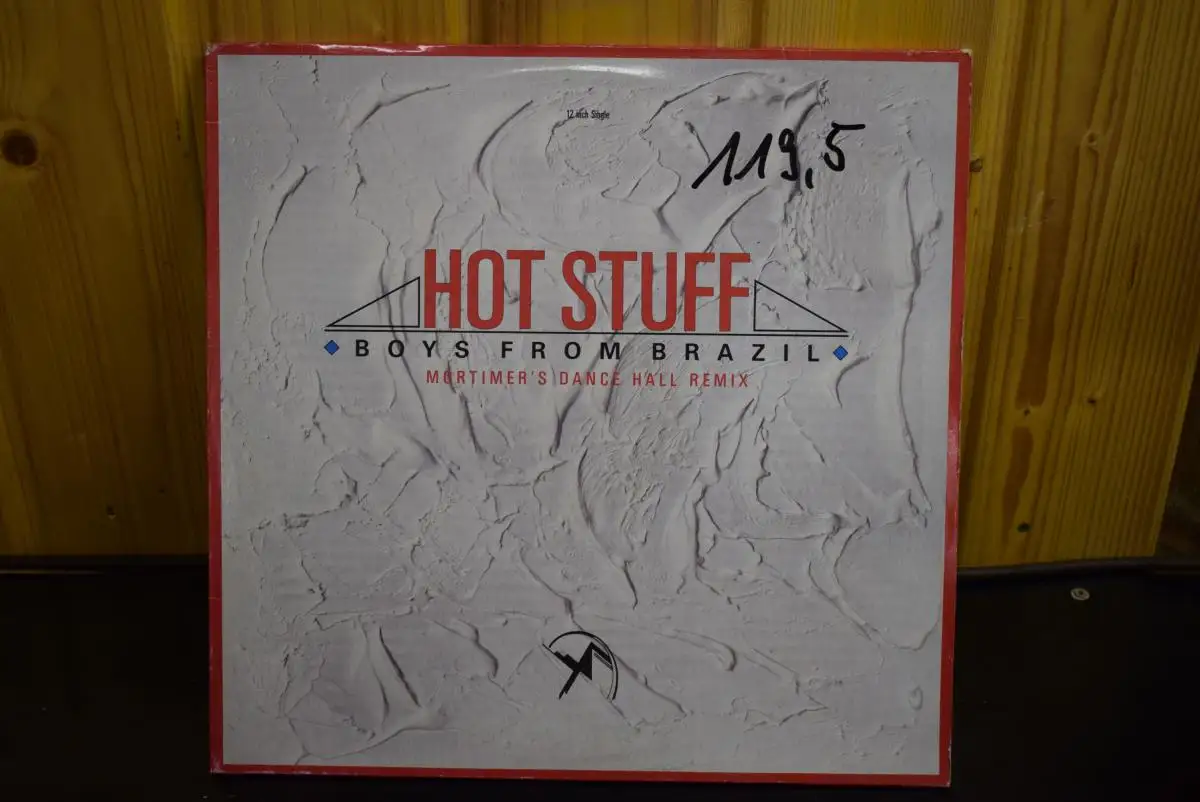 12 inch Single
119,5
HOT STUFF
BOYS FROM BRAZIL
MORTIMER'S DANCE HALL REMIX